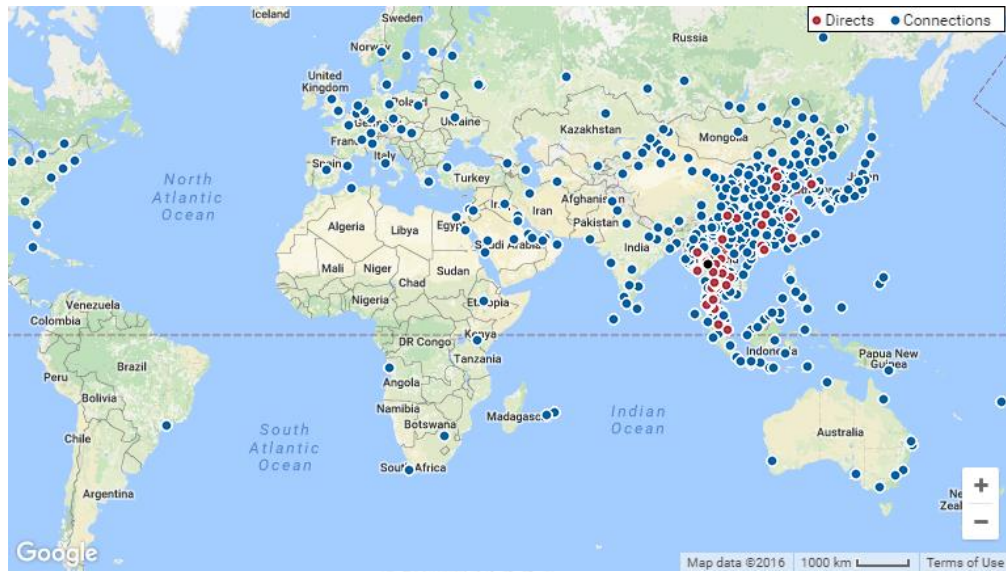 Directs Connections
Iceland
Sweden
Norway
Russia
United
Kingdom
Poland
Ukraine
Kazakhstan
Mongolia
France
Spain
Italy
Turkey
North
Atlantic
Ocean
Afghanistan
Iran
Pakistan
Algeria
Libya
Egypt
Saudi Arabia
India
Mali
Niger
Chad
Sudan
Nigeria
Ethiopia
Venezuela
Colombia
Kenya
DR Congo
Tanzania
Indonesia
Papua New
Guinea
Peru
Brazil
Angola
Bolivia
Namibia
Madagascar
Botswana
Indian
Ocean
Chile
South
Atlantic
Ocean
Australia
South Africa
Argentina
+
−
Google
Map data ©2016
1000 km
Terms of Use